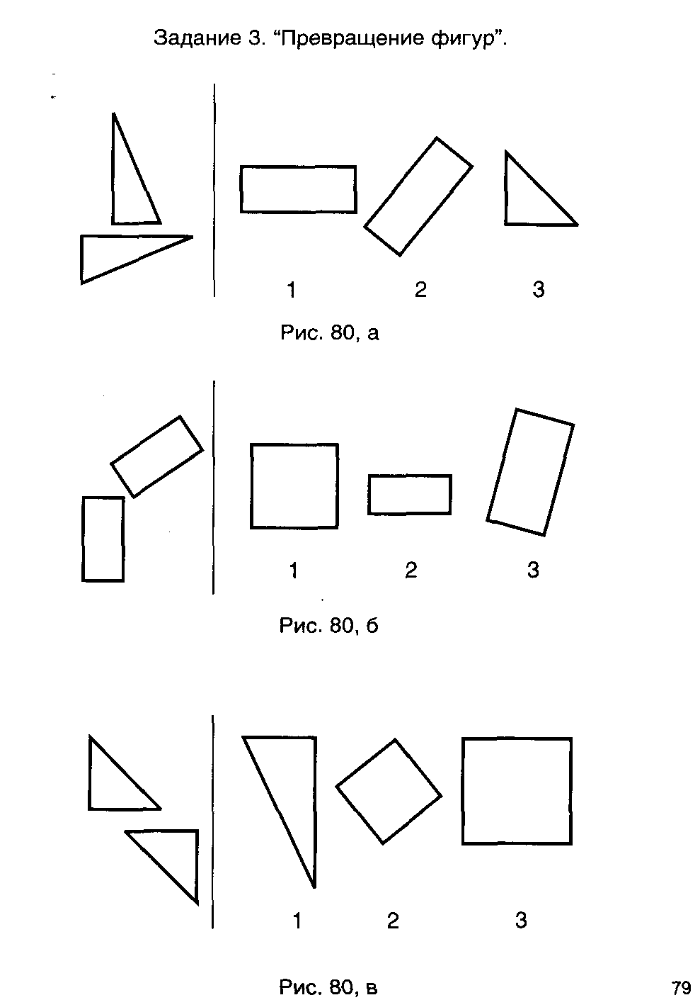 Задание 3. “Превращение фигур”.
1 2 3
Рис. 80, а
1 2 3
Рис. 80, б
1 2 3
Рис. 80, в
79